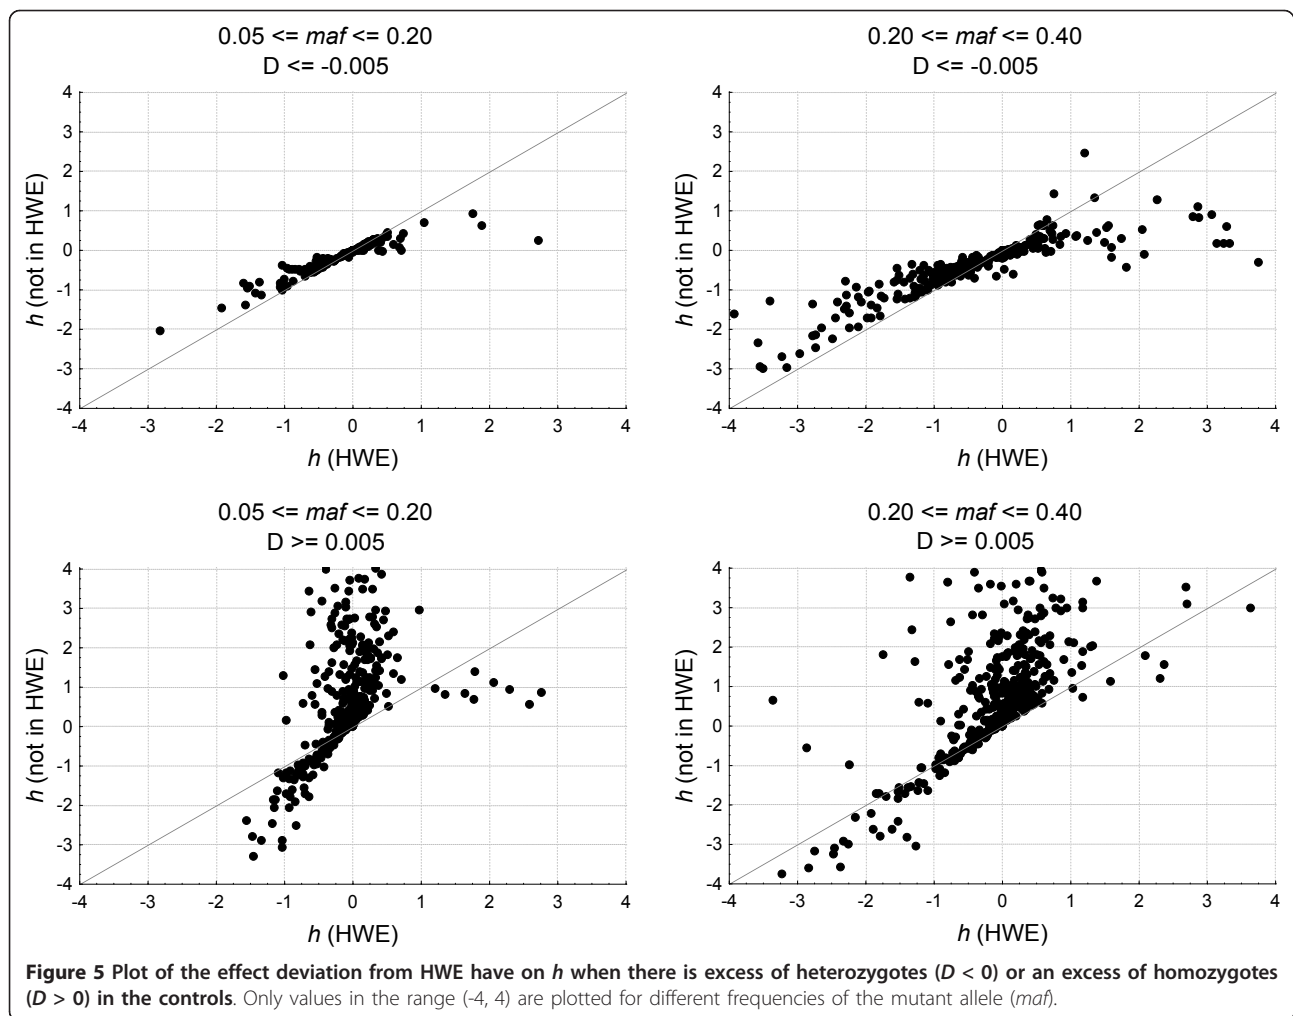 0.05 <= maf <= 0.20
D <= -0.005
4
3
2
1
0
-1
-2
-3
-4
h (not in HWE)
-4 -3 -2 -1 0 1 2 3 4
h (HWE)
0.20 <= maf <= 0.40
D <= -0.005
4
3
2
1
0
-1
-2
-3
-4
h (not in HWE)
-4 -3 -2 -1 0 1 2 3 4
h (HWE)
0.05 <= maf <= 0.20
D >= 0.005
4
3
2
1
0
-1
-2
-3
-4
h (not in HWE)
-4 -3 -2 -1 0 1 2 3 4
h (HWE)
0.20 <= maf <= 0.40
D >= 0.005
4
3
2
1
0
-1
-2
-3
-4
h (not in HWE)
-4 -3 -2 -1 0 1 2 3 4
h (HWE)
Figure 5 Plot of the effect deviation from HWE have on h when there is excess of heterozygotes (D < 0) or an excess of homozygotes
(D > 0) in the controls. Only values in the range (-4, 4) are plotted for different frequencies of the mutant allele (maf).